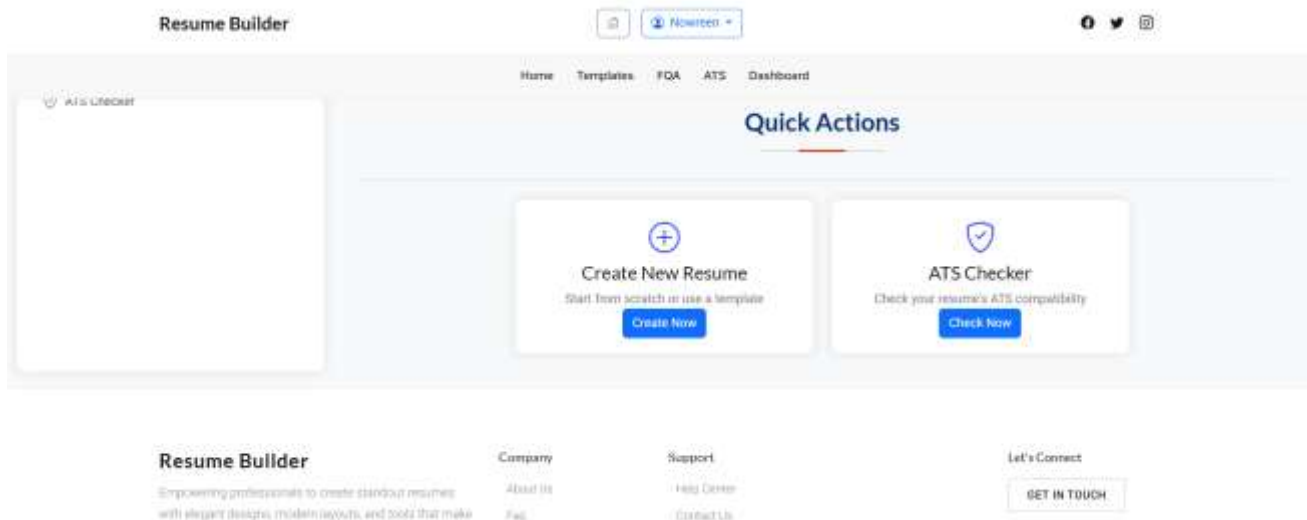 Resume Builder
Nowreen
Home Templates FQA ATS Dashboard
ATS Checker
Quick Actions
Create New Resume
Start from scratch or use a template
Create Now
ATS Checker
Check your resume's ATS compatibility
Check Now
Resume Builder
Empowering professionals to create standout resumes
with elegant designs, modern layouts, and tools that make
Company
About Us
Faq
Support
Help Center
Contact Us
Let's Connect
GET IN TOUCH